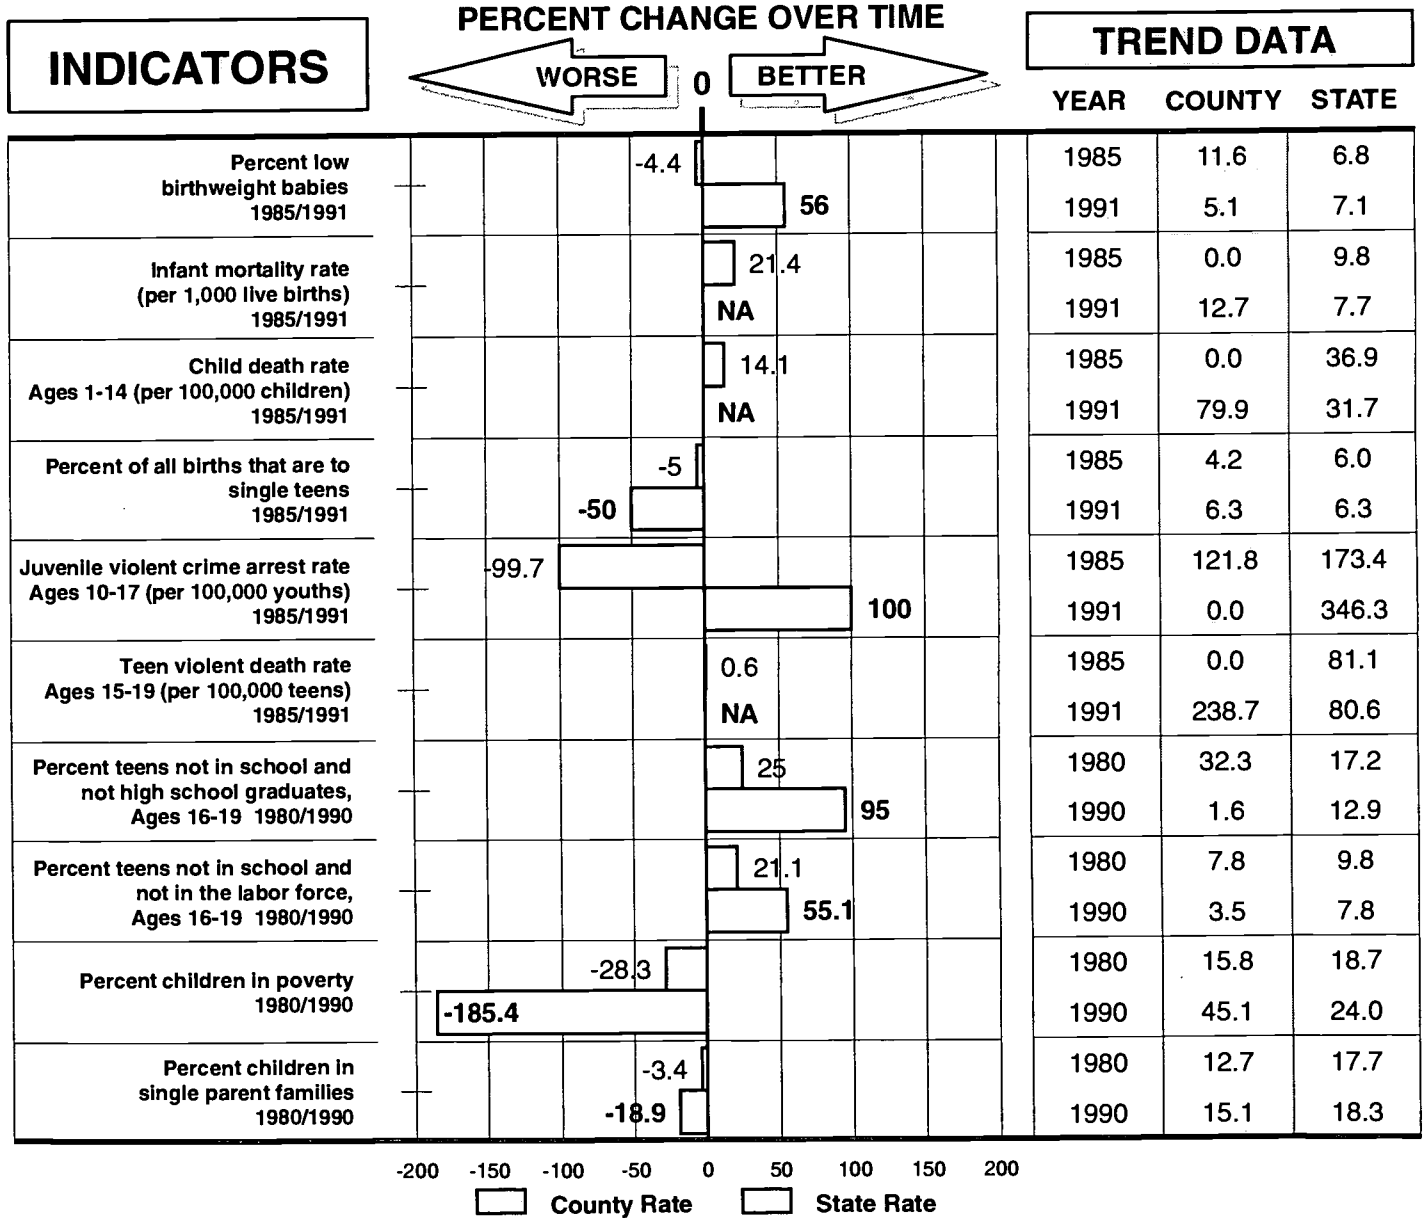 INDICATORS
PERCENT CHANGE OVER TIME
WORSE
0
BETTER
TREND DATA
YEAR COUNTY STATE
Percent low
birthweight babies
1985/1991
-4.4
56
1985 11.6 6.8
1991 5.1 7.1
Infant mortality rate
(per 1,000 live births)
1985/1991
21.4
NA
1985 0.0 9.8
1991 12.7 7.7
Child death rate
Ages 1-14 (per 100,000 children)
1985/1991
14.1
NA
1985 0.0 36.9
1991 79.9 31.7
Percent of all births that are to
single teens
1985/1991
-5
-50
1985 4.2 6.0
1991 6.3 6.3
Juvenile violent crime arrest rate
Ages 10-17 (per 100,000 youths)
1985/1991
-99.7
100
1985 121.8 173.4
1991 0.0 346.3
Teen violent death rate
Ages 15-19 (per 100,000 teens)
1985/1991
0.6
NA
1985 0.0 81.1
1991 238.7 80.6
Percent teens not in school and
not high school graduates,
Ages 16-19 1980/1990
25
95
1980 32.3 17.2
1990 1.6 12.9
Percent teens not in school and
not in the labor force,
Ages 16-19 1980/1990
21.1
55.1
1980 7.8 9.8
1990 3.5 7.8
Percent children in poverty
1980/1990
-28.3
-185.4
1980 15.8 18.7
1990 45.1 24.0
Percent children in
single parent families
1980/1990
-3.4
-18.9
1980 12.7 17.7
1990 15.1 18.3
-200 -150 -100 -50 0 50 100 150 200
County Rate State Rate